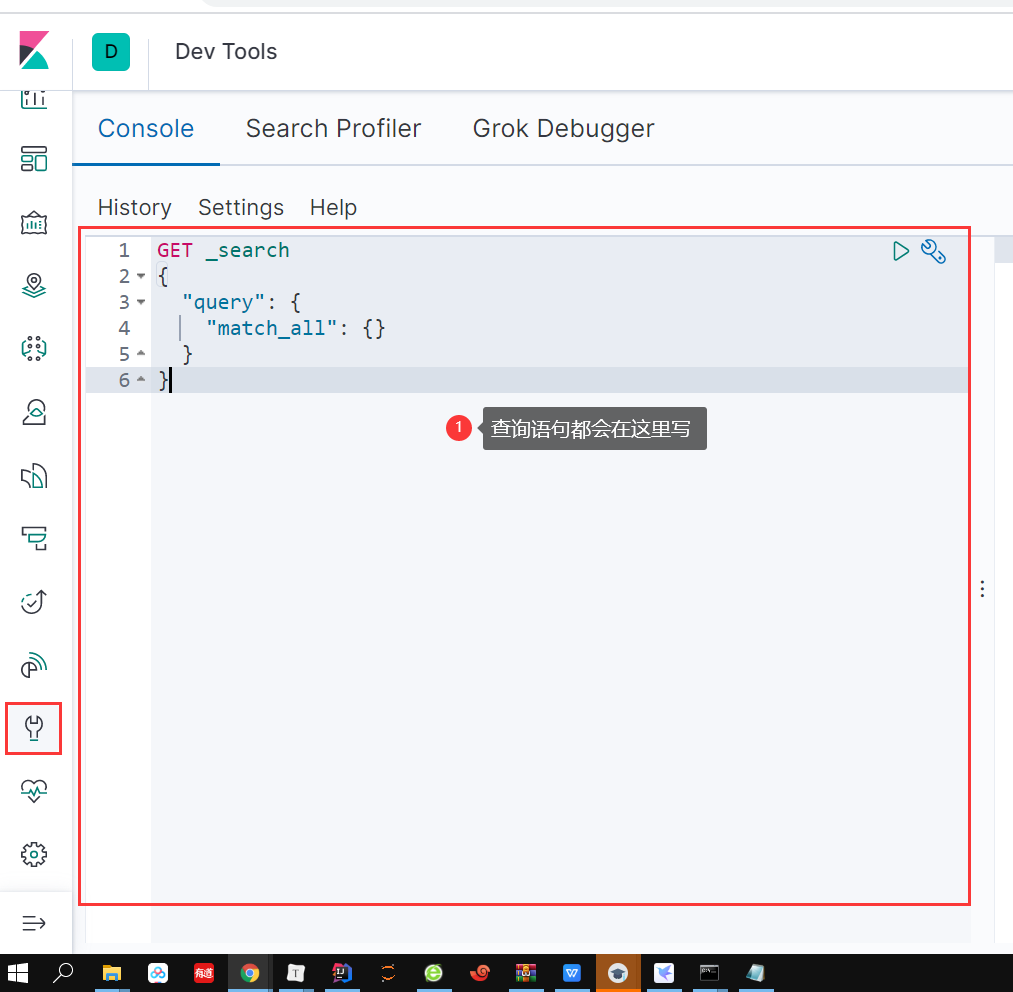 D Dev Tools
Console Search Profiler Grok Debugger
History Settings Help
1 GET _search
2 {
3 "query": {
4 "match_all": {}
5 }
6 }
1 查询语句都会在这里写
有道 T IJ W